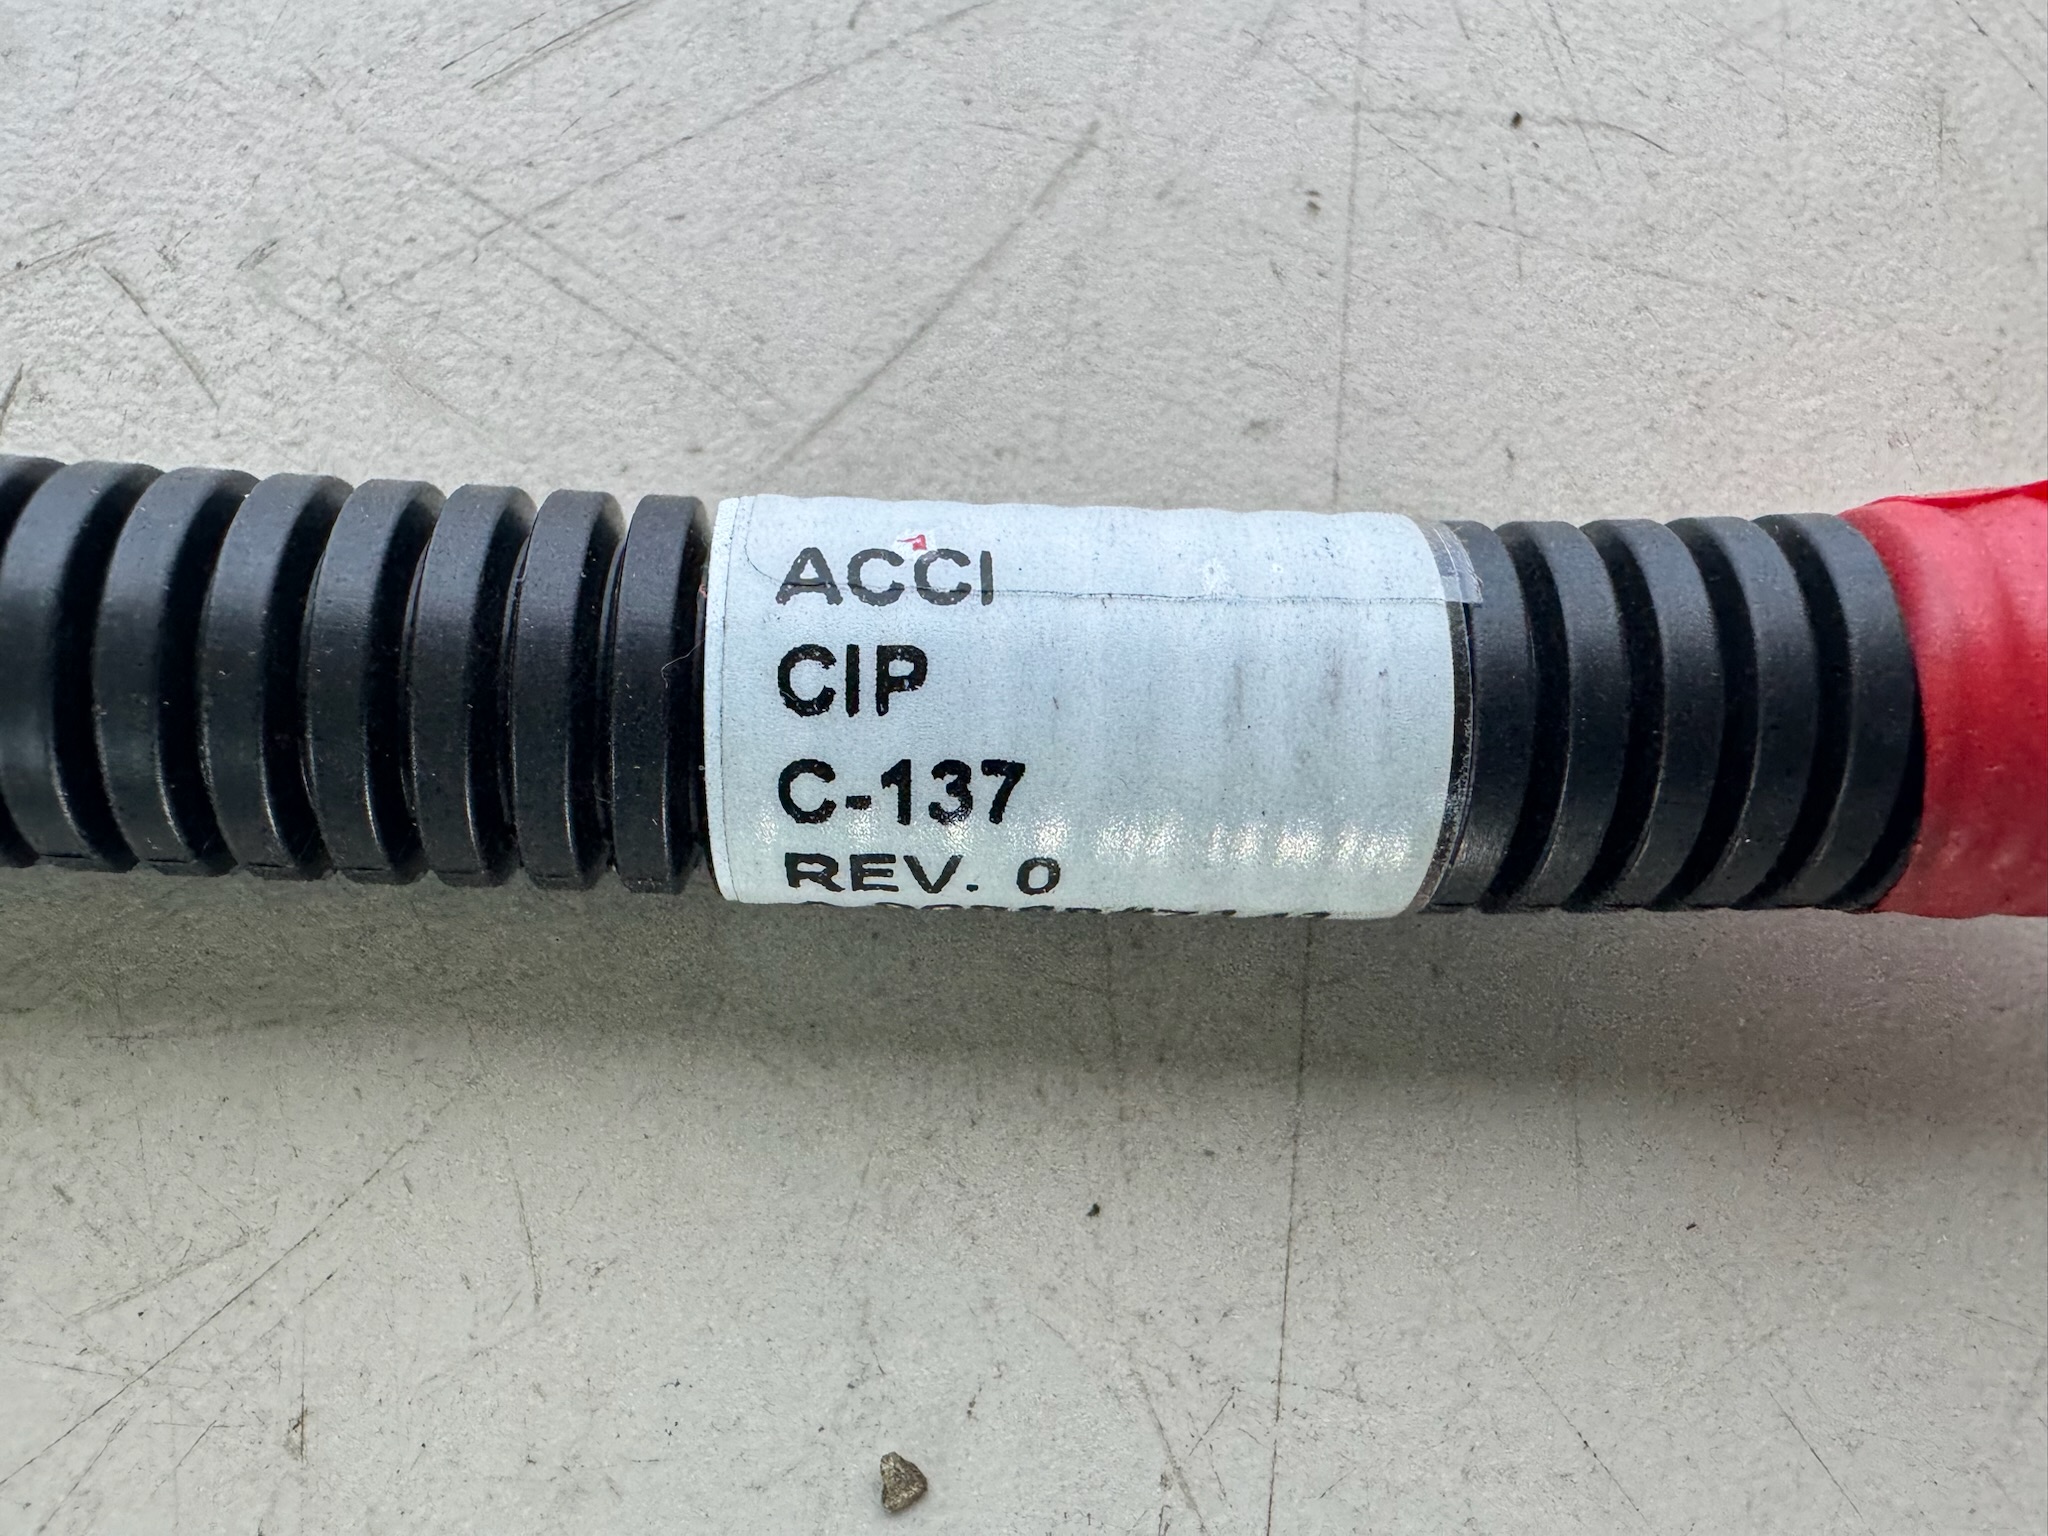 ACCI
CIP
C-137
REV. 0